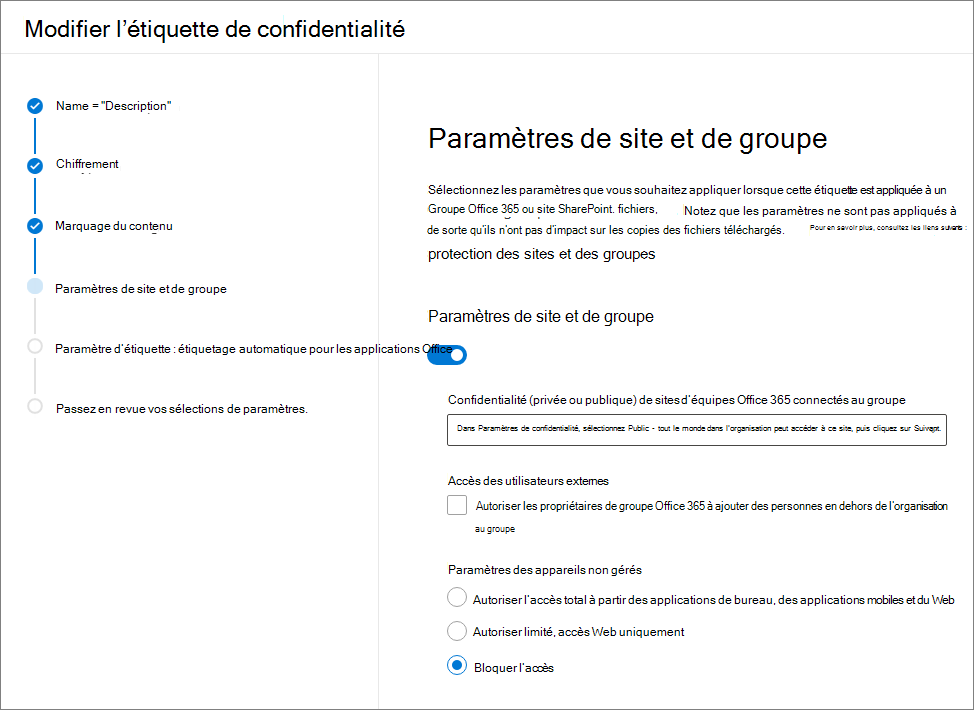 Modifier l’étiquette de confidentialité
Name = "Description"
Chiffrement
Marquage du contenu
Paramètres de site et de groupe
Paramètre d’étiquette : étiquetage automatique pour les applications Office
Passez en revue vos sélections de paramètres.
Paramètres de site et de groupe
Sélectionnez les paramètres que vous souhaitez appliquer lorsque cette étiquette est appliquée à un
Groupe Office 365 ou site SharePoint. fichiers, Notez que les paramètres ne sont pas appliqués à
de sorte qu’ils n’ont pas d’impact sur les copies des fichiers téléchargés. Pour en savoir plus, consultez les liens suivants :
protection des sites et des groupes
Paramètres de site et de groupe
Confidentialité (privée ou publique) de sites d’équipes Office 365 connectés au groupe
Dans Paramètres de confidentialité, sélectionnez Public - tout le monde dans l’organisation peut accéder à ce site, puis cliquez sur Suivant.
Accès des utilisateurs externes
Autoriser les propriétaires de groupe Office 365 à ajouter des personnes en dehors de l’organisation
au groupe
Paramètres des appareils non gérés
Autoriser l’accès total à partir des applications de bureau, des applications mobiles et du Web
Autoriser limité, accès Web uniquement
Bloquer l’accès